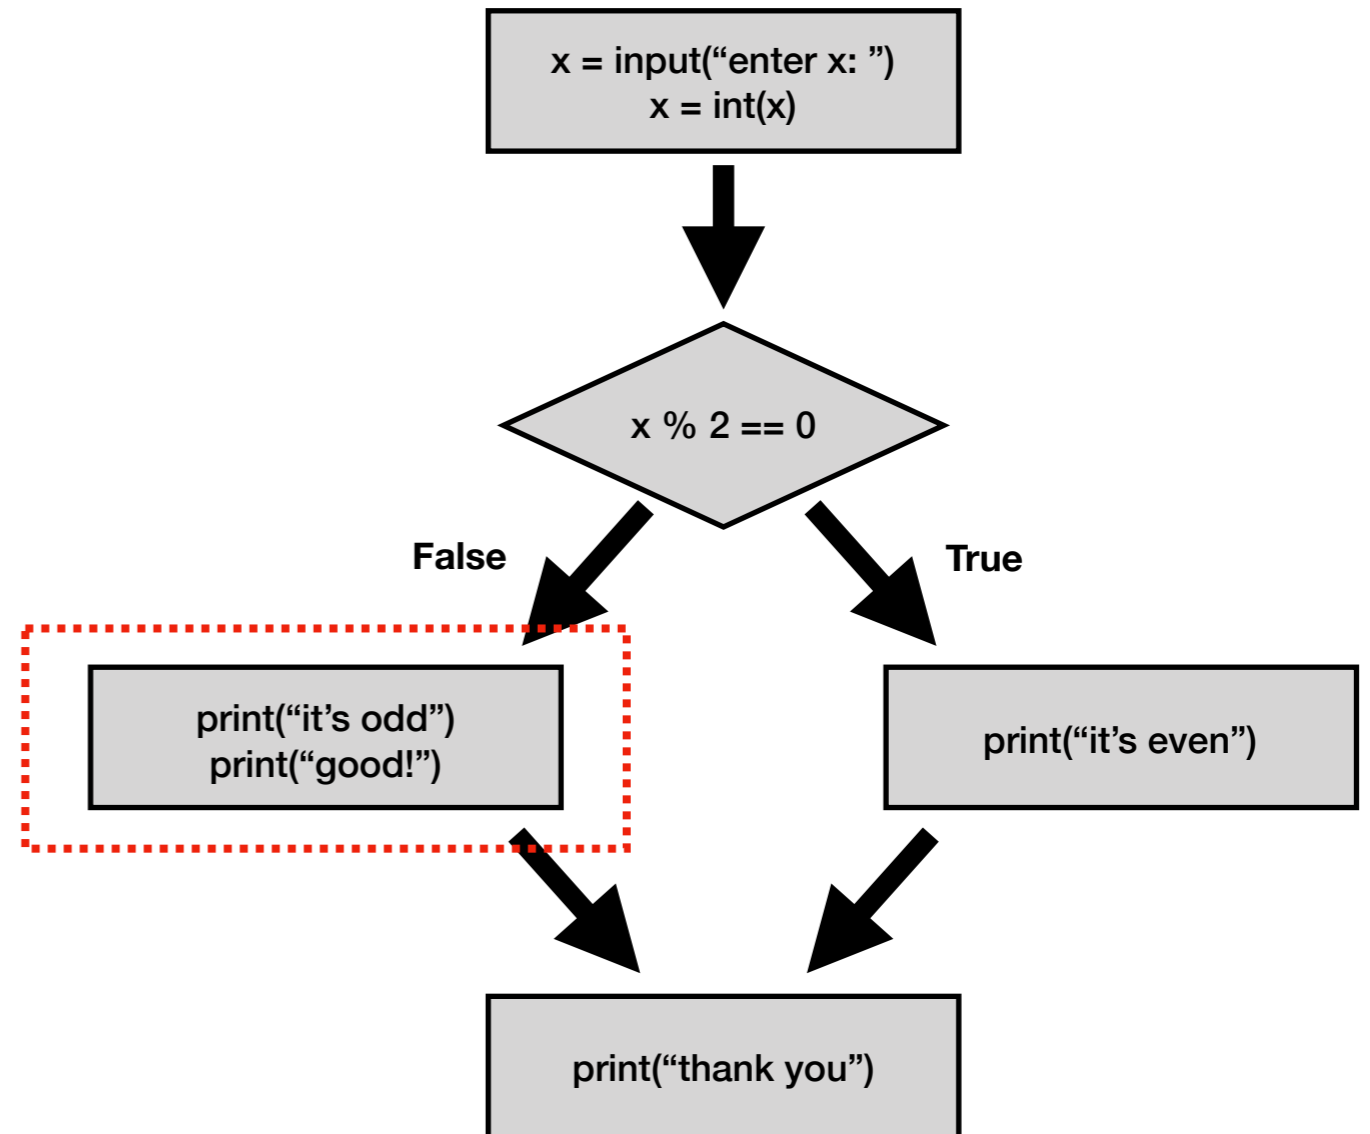 x = input(“enter x: ”)
x = int(x)
x % 2 == 0
False
True
print(“it’s odd”)
print(“good!”)
print(“it’s even”)
print(“thank you”)